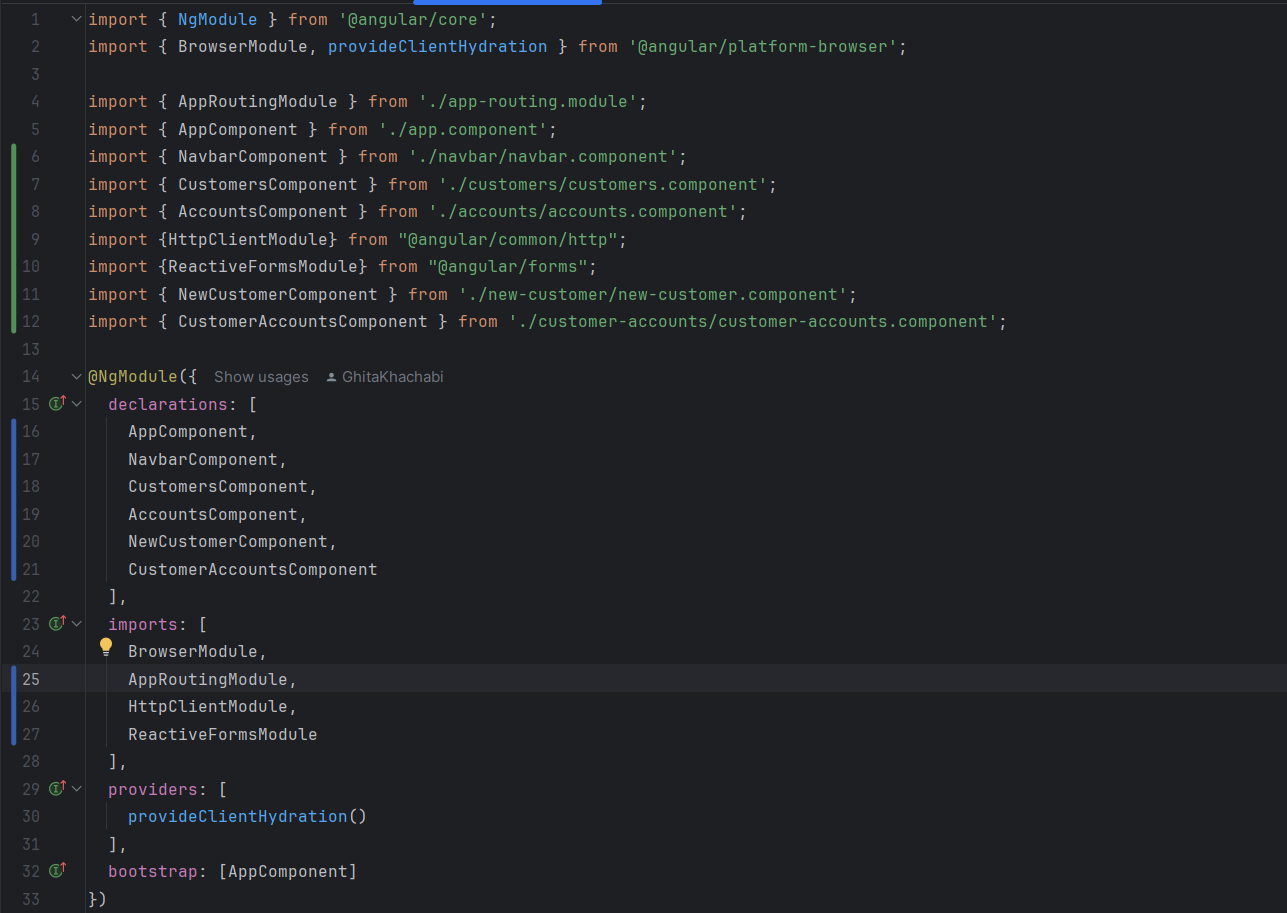 1 import { NgModule } from '@angular/core';
2 import { BrowserModule, provideClientHydration } from '@angular/platform-browser';
3
4 import { AppRoutingModule } from './app-routing.module';
5 import { AppComponent } from './app.component';
6 import { NavbarComponent } from './navbar/navbar.component';
7 import { CustomersComponent } from './customers/customers.component';
8 import { AccountsComponent } from './accounts/accounts.component';
9 import {HttpClientModule} from "@angular/common/http";
10 import {ReactiveFormsModule} from "@angular/forms";
11 import { NewCustomerComponent } from './new-customer/new-customer.component';
12 import { CustomerAccountsComponent } from './customer-accounts/customer-accounts.component';
13
14 @NgModule({ Show usages GhitaKhachabi
15 declarations: [
16 AppComponent,
17 NavbarComponent,
18 CustomersComponent,
19 AccountsComponent,
20 NewCustomerComponent,
21 CustomerAccountsComponent
22 ],
23 imports: [
24 BrowserModule,
25 AppRoutingModule,
26 HttpClientModule,
27 ReactiveFormsModule
28 ],
29 providers: [
30 provideClientHydration()
31 ],
32 bootstrap: [AppComponent]
33 })